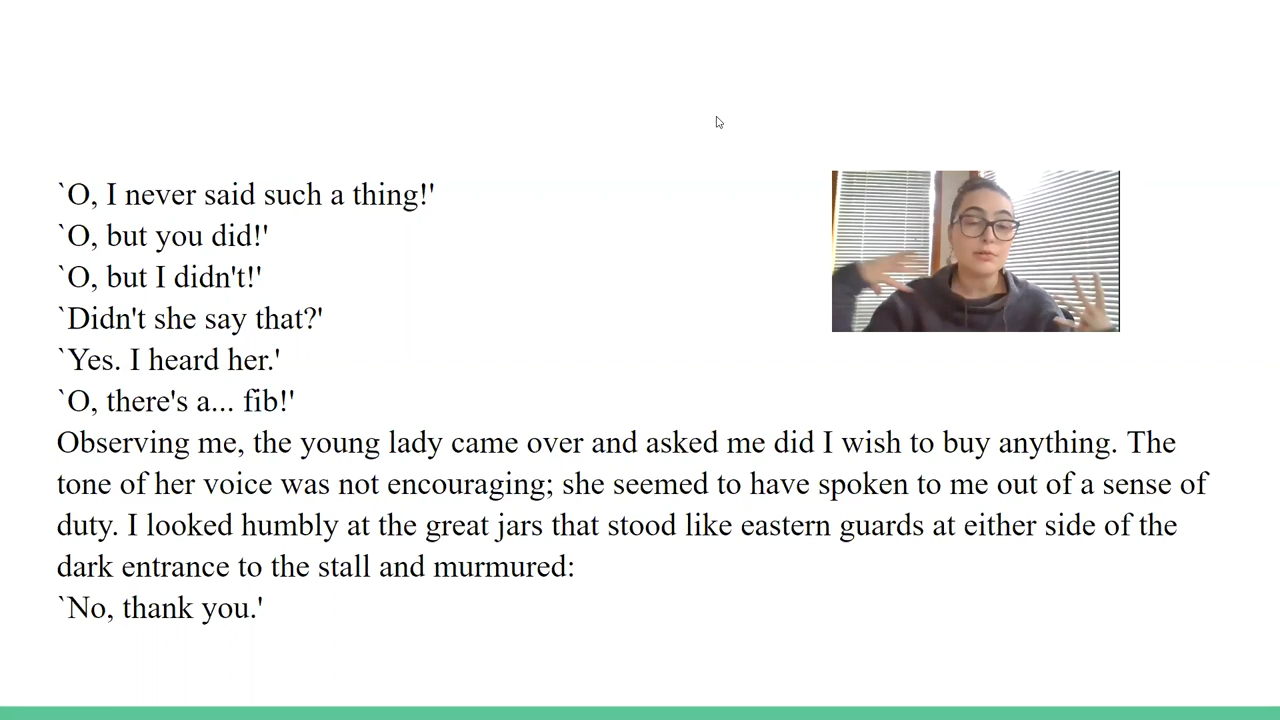 `O, I never said such a thing!'
`O, but you did!'
`O, but I didn't!'
`Didn't she say that?'
`Yes. I heard her.'
`O, there's a... fib!'
Observing me, the young lady came over and asked me did I wish to buy anything. The
tone of her voice was not encouraging; she seemed to have spoken to me out of a sense of
duty. I looked humbly at the great jars that stood like eastern guards at either side of the
dark entrance to the stall and murmured:
`No, thank you.'